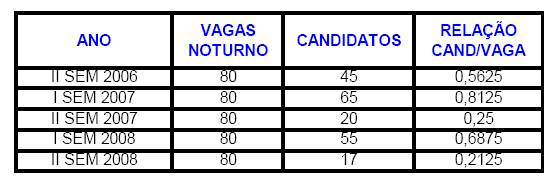 ANO VAGAS NOTURNO CANDIDATOS RELAÇÃO CAND/VAGA
II SEM 2006 80 45 0,5625
I SEM 2007 80 65 0,8125
II SEM 2007 80 20 0,25
I SEM 2008 80 55 0,6875
II SEM 2008 80 17 0,2125